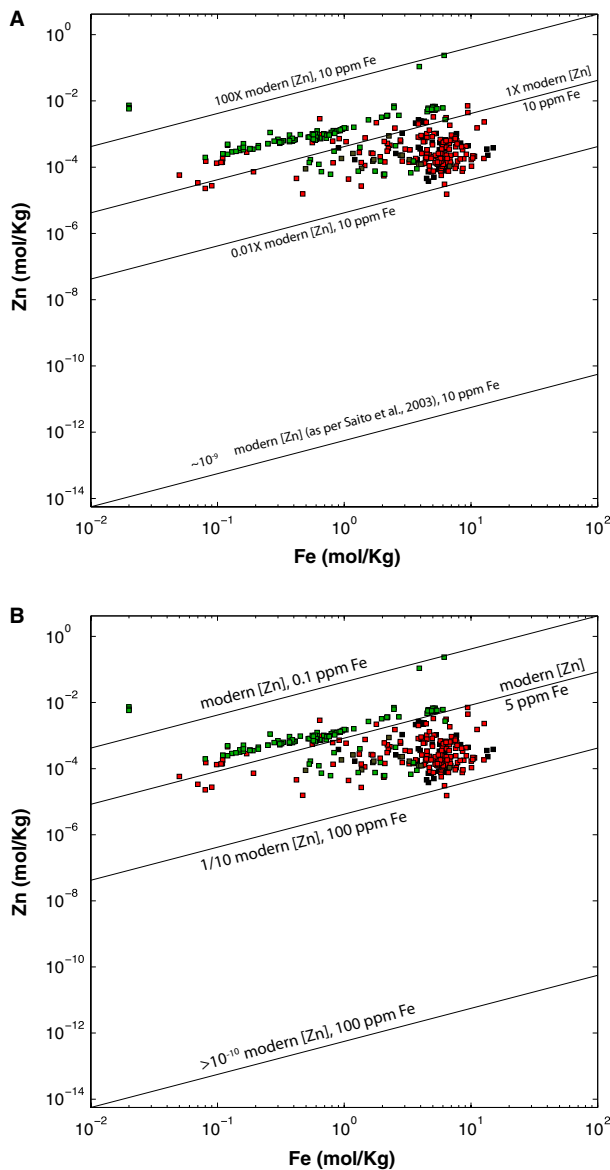 A
10^0
10^-2
10^-4
10^-6
10^-8
10^-10
10^-12
10^-14
Zn (mol/Kg)
100X modern [Zn], 10 ppm Fe
1X modern [Zn]
10 ppm Fe
0.01X modern [Zn], 10 ppm Fe
~10^-9 modern [Zn] (as per Saito et al., 2003), 10 ppm Fe
10^-2 10^-1 10^0 10^1 10^2
Fe (mol/Kg)
B
10^0
10^-2
10^-4
10^-6
10^-8
10^-10
10^-12
10^-14
Zn (mol/Kg)
modern [Zn], 0.1 ppm Fe
modern [Zn]
5 ppm Fe
1/10 modern [Zn], 100 ppm Fe
>10^-10 modern [Zn], 100 ppm Fe
10^-2 10^-1 10^0 10^1 10^2
Fe (mol/Kg)